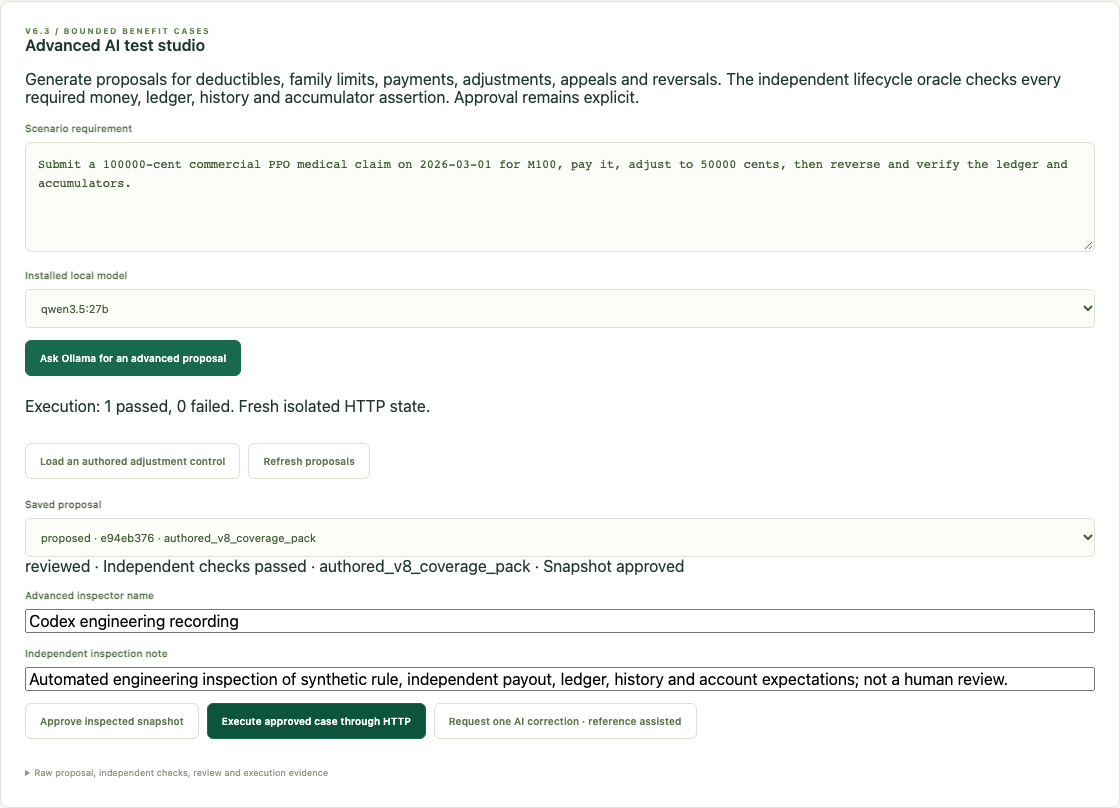 V6.3 / BOUNDED BENEFIT CASES
Advanced AI test studio
Generate proposals for deductibles, family limits, payments, adjustments, appeals and reversals. The independent lifecycle oracle checks every
required money, ledger, history and accumulator assertion. Approval remains explicit.
Scenario requirement
Submit a 100000-cent commercial PPO medical claim on 2026-03-01 for M100, pay it, adjust to 50000 cents, then reverse and verify the ledger and
accumulators.
Installed local model
qwen3.5:27b
Ask Ollama for an advanced proposal
Execution: 1 passed, 0 failed. Fresh isolated HTTP state.
Load an authored adjustment control
Refresh proposals
Saved proposal
proposed · e94eb376 · authored_v8_coverage_pack
reviewed · Independent checks passed · authored_v8_coverage_pack · Snapshot approved
Advanced inspector name
Codex engineering recording
Independent inspection note
Automated engineering inspection of synthetic rule, independent payout, ledger, history and account expectations; not a human review.
Approve inspected snapshot
Execute approved case through HTTP
Request one AI correction · reference assisted
Raw proposal, independent checks, review and execution evidence